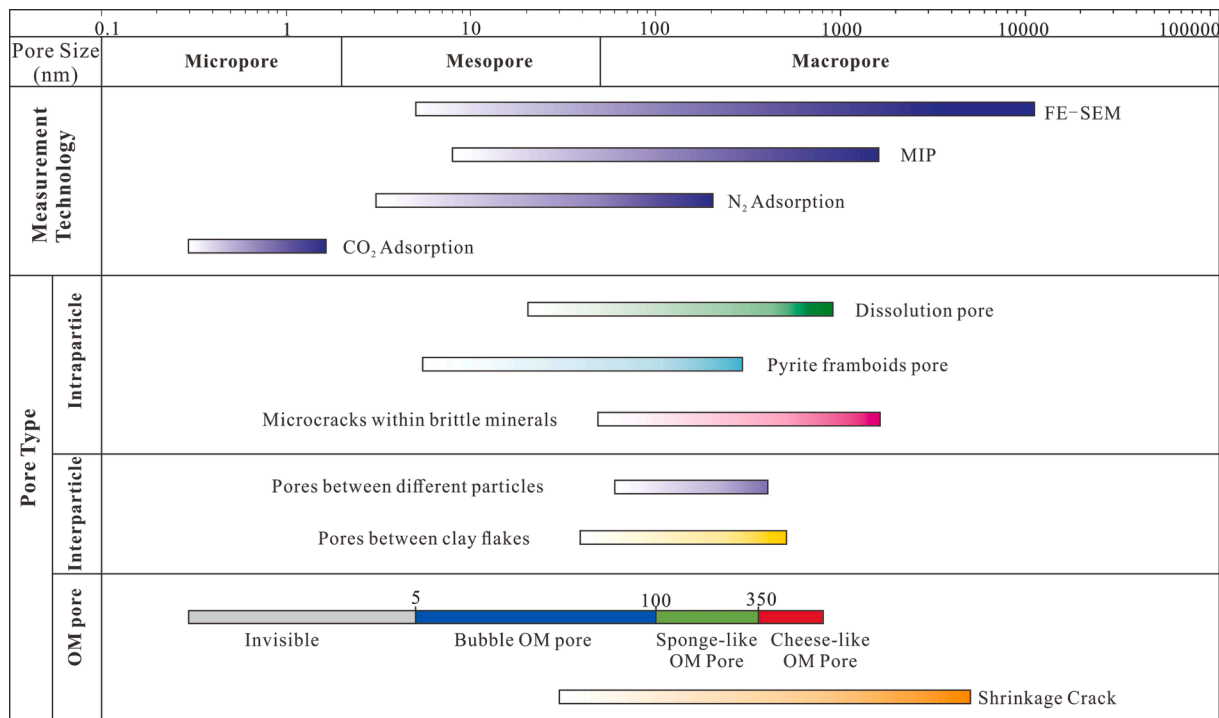 0.1 1 10 100 1000 10000 100000
Pore Size
(nm)
Micropore Mesopore Macropore
Measurement
Technology
FE-SEM
MIP
N₂ Adsorption
CO₂ Adsorption
Pore Type
Intraparticle
Dissolution pore
Pyrite framboids pore
Microcracks within brittle minerals
Interparticle
Pores between different particles
Pores between clay flakes
OM pore
5 100 350
Invisible Bubble OM pore Sponge-like Cheese-like
OM Pore OM Pore
Shrinkage Crack